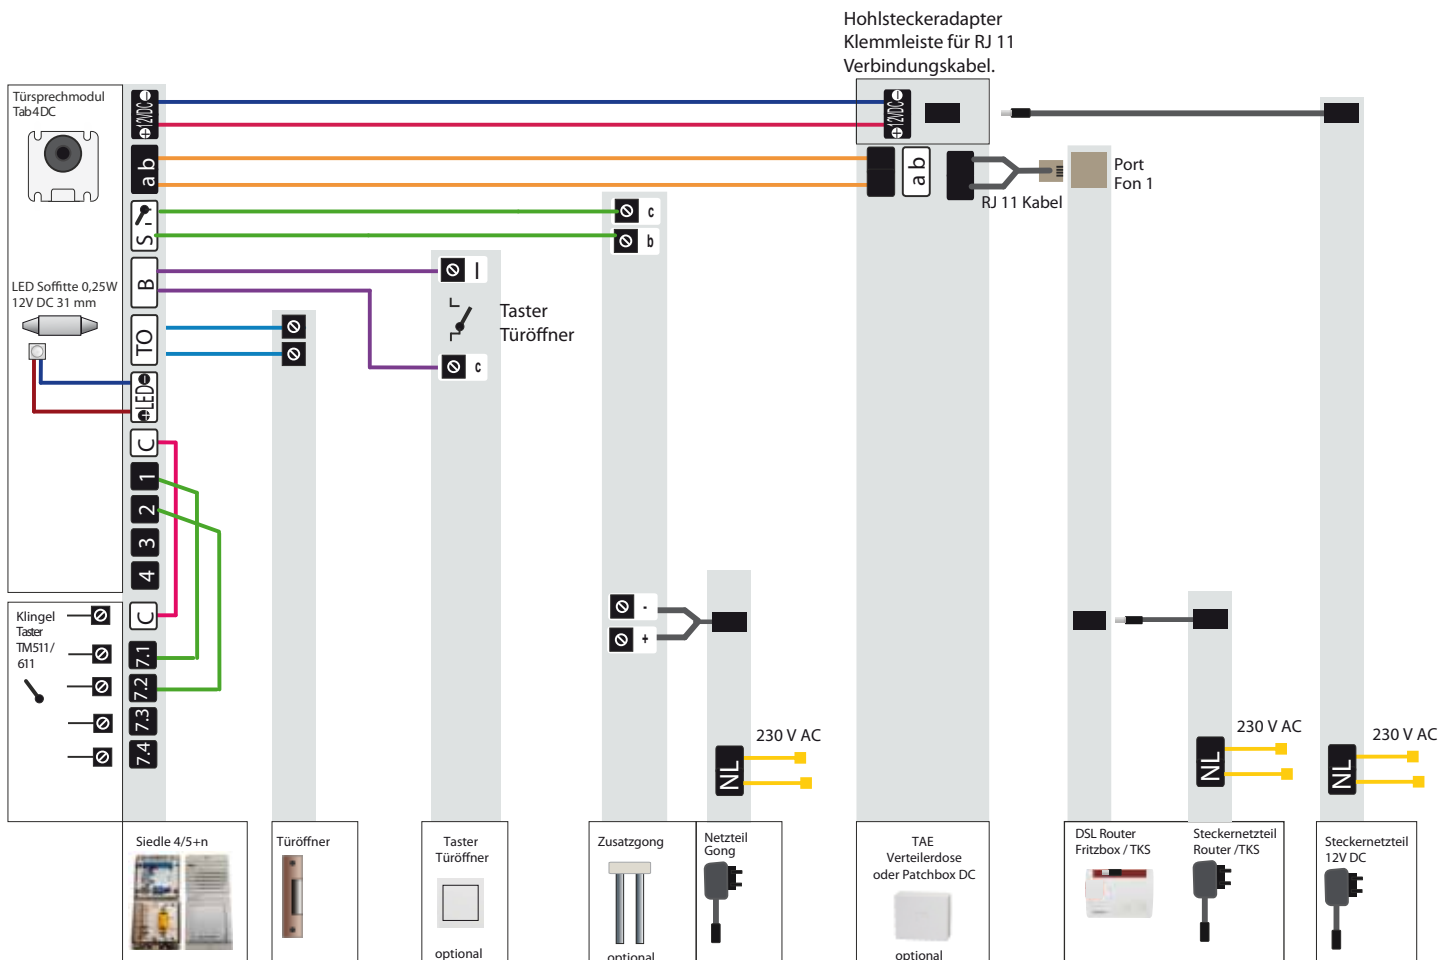 Hohlsteckeradapter
Klemmleiste für RJ 11
Verbindungskabel.
Türsprechmodul
Tab4DC
12VDC
a b
S
B
TO
LED
C
1
2
3
4
C
7.1
7.2
7.3
7.4
LED Soffitte 0,25W
12V DC 31 mm
Klingel
Taster
TM511/
611
I
Taster
Türöffner
c
c
b
-
+
12VDC
a b
RJ 11 Kabel
Port
Fon 1
230 V AC
NL
230 V AC
NL
230 V AC
NL
Siedle 4/5+n
Türöffner
Taster
Türöffner
optional
Zusatzgong
optional
Netzteil
Gong
TAE
Verteilerdose
oder Patchbox DC
optional
DSL Router
Fritzbox / TKS
Steckernetzteil
Router /TKS
Steckernetzteil
12V DC